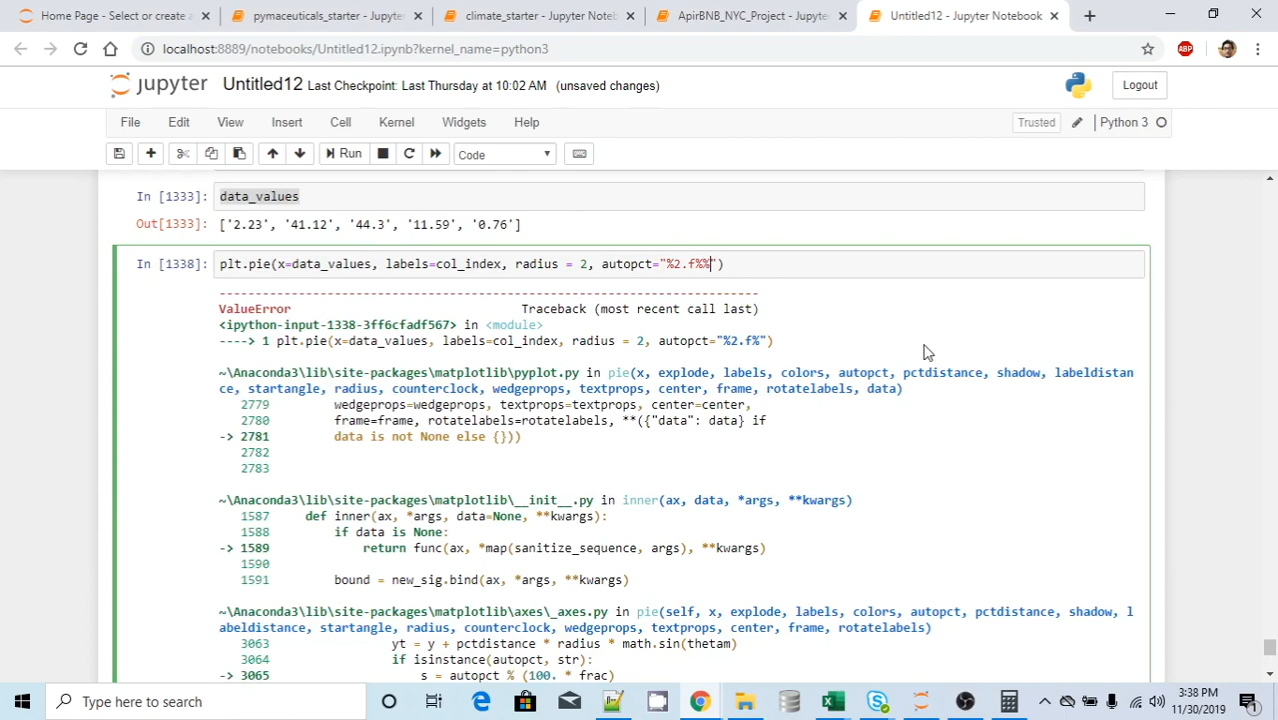 Home Page - Select or create a
pymaceuticals_starter - Jupyter
climate_starter - Jupyter Noteb
ApirBNB_NYC_Project - Jupyter
Untitled12 - Jupyter Notebook
localhost:8889/notebooks/Untitled12.ipynb?kernel_name=python3
ABP
jupyter Untitled12 Last Checkpoint: Last Thursday at 10:02 AM (unsaved changes)
Logout
File Edit View Insert Cell Kernel Widgets Help
Trusted
Python 3
Run
Code
In [1333]: data_values
Out[1333]: ['2.23', '41.12', '44.3', '11.59', '0.76']
In [1338]: plt.pie(x=data_values, labels=col_index, radius = 2, autopct="%2.f%%")
---------------------------------------------------------------------------
ValueError Traceback (most recent call last)
<ipython-input-1338-3ff6cfadf567> in <module>
----> 1 plt.pie(x=data_values, labels=col_index, radius = 2, autopct="%2.f%")
~\Anaconda3\lib\site-packages\matplotlib\pyplot.py in pie(x, explode, labels, colors, autopct, pctdistance, shadow, labeldistan
ce, startangle, radius, counterclock, wedgeprops, textprops, center, frame, rotatelabels, data)
2779 wedgeprops=wedgeprops, textprops=textprops, center=center,
2780 frame=frame, rotatelabels=rotatelabels, **({"data": data} if
-> 2781 data is not None else {}))
2782
2783
~\Anaconda3\lib\site-packages\matplotlib\__init__.py in inner(ax, data, *args, **kwargs)
1587 def inner(ax, *args, data=None, **kwargs):
1588 if data is None:
-> 1589 return func(ax, *map(sanitize_sequence, args), **kwargs)
1590
1591 bound = new_sig.bind(ax, *args, **kwargs)
~\Anaconda3\lib\site-packages\matplotlib\axes\_axes.py in pie(self, x, explode, labels, colors, autopct, pctdistance, shadow, l
abeldistance, startangle, radius, counterclock, wedgeprops, textprops, center, frame, rotatelabels)
3063 yt = y + pctdistance * radius * math.sin(thetam)
3064 if isinstance(autopct, str):
-> 3065 s = autopct % (100. * frac)
Type here to search
3:38 PM
11/30/2019
1